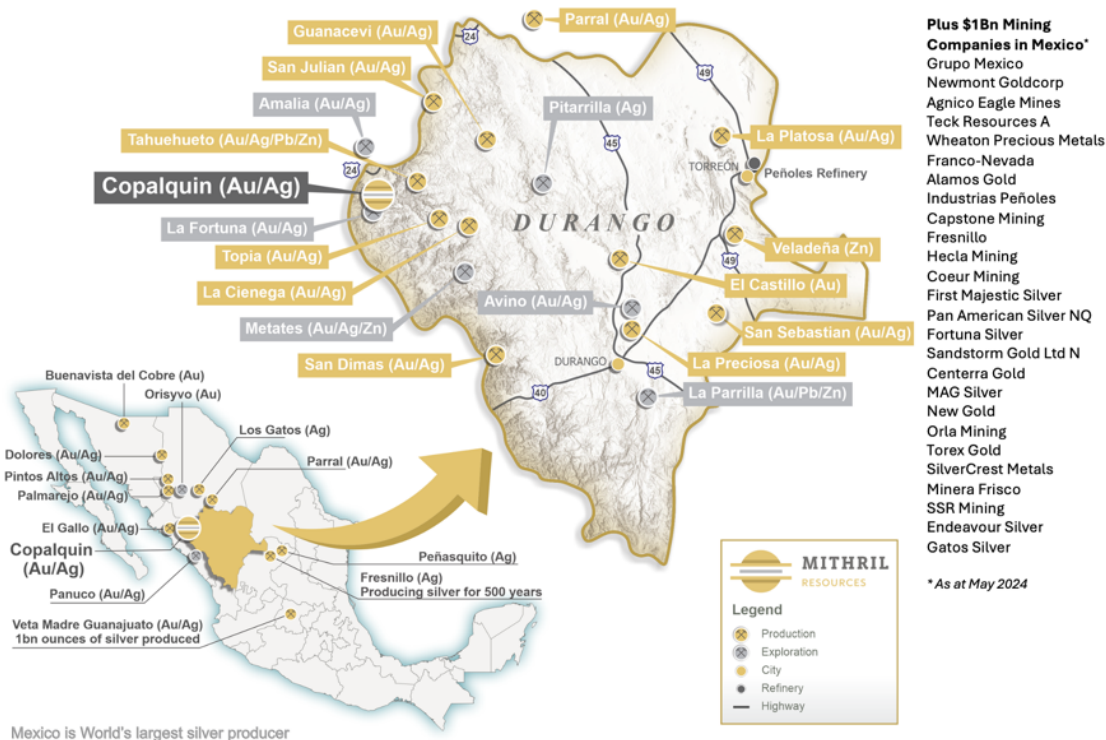 Parral (Au/Ag)
Guanacevi (Au/Ag)
San Julian (Au/Ag)
Amalia (Au/Ag)
Tahuehueto (Au/Ag/Pb/Zn)
Copalquin (Au/Ag)
La Fortuna (Au/Ag)
Topia (Au/Ag)
La Cienega (Au/Ag)
Metates (Au/Ag/Zn)
San Dimas (Au/Ag)
Pitarrilla (Ag)
La Platosa (Au/Ag)
TORREÓN
Peñoles Refinery
DURANGO
Veladeña (Zn)
El Castillo (Au)
Avino (Au/Ag)
San Sebastian (Au/Ag)
La Preciosa (Au/Ag)
DURANGO
La Parrilla (Au/Pb/Zn)
24
49
45
24
49
45
40
Plus $1Bn Mining
Companies in Mexico*
Grupo Mexico
Newmont Goldcorp
Agnico Eagle Mines
Teck Resources A
Wheaton Precious Metals
Franco-Nevada
Alamos Gold
Industrias Peñoles
Capstone Mining
Fresnillo
Hecla Mining
Coeur Mining
First Majestic Silver
Pan American Silver NQ
Fortuna Silver
Sandstorm Gold Ltd N
Centerra Gold
MAG Silver
New Gold
Orla Mining
Torex Gold
SilverCrest Metals
Minera Frisco
SSR Mining
Endeavour Silver
Gatos Silver
*As at May 2024
Buenavista del Cobre (Au)
Orisyvo (Au)
Los Gatos (Ag)
Dolores (Au/Ag)
Parral (Au/Ag)
Pintos Altos (Au/Ag)
Palmarejo (Au/Ag)
El Gallo (Au/Ag)
Copalquin
(Au/Ag)
Panuco (Au/Ag)
Peñasquito (Ag)
Fresnillo (Ag)
Producing silver for 500 years
Veta Madre Guanajuato (Au/Ag)
1bn ounces of silver produced
Mexico is World's largest silver producer
MITHRIL
RESOURCES
Legend
Production
Exploration
City
Refinery
Highway